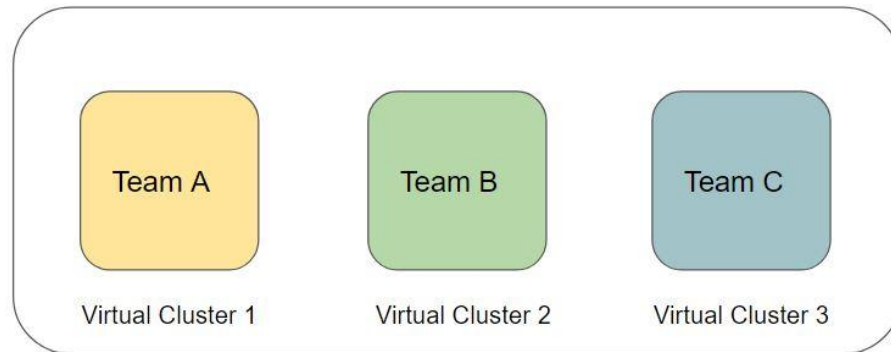 Team A
Team B
Team C
Virtual Cluster 1
Virtual Cluster 2
Virtual Cluster 3